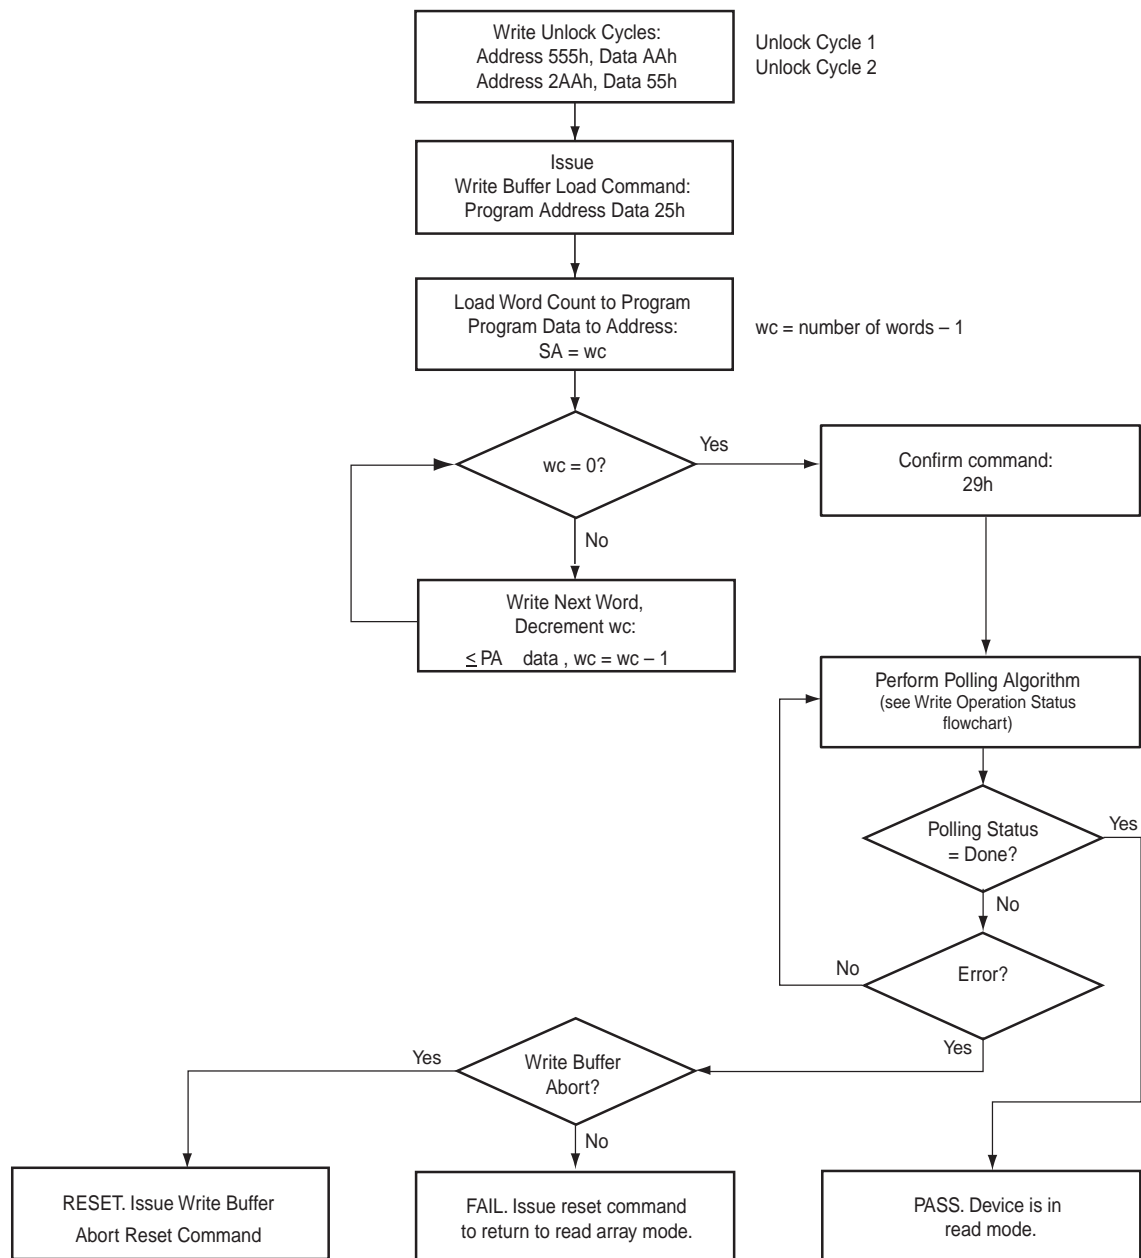 Write Unlock Cycles:
Address 555h, Data AAh
Address 2AAh, Data 55h
Unlock Cycle 1
Unlock Cycle 2
Issue
Write Buffer Load Command:
Program Address Data 25h
Load Word Count to Program
Program Data to Address:
SA = wc
wc = number of words – 1
wc = 0?
Yes
Confirm command:
29h
No
Write Next Word,
Decrement wc:
≤ PA data , wc = wc – 1
Perform Polling Algorithm
(see Write Operation Status
flowchart)
Polling Status
= Done?
Yes
No
Error?
No
Yes
Write Buffer
Abort?
Yes
No
RESET. Issue Write Buffer
Abort Reset Command
FAIL. Issue reset command
to return to read array mode.
PASS. Device is in
read mode.